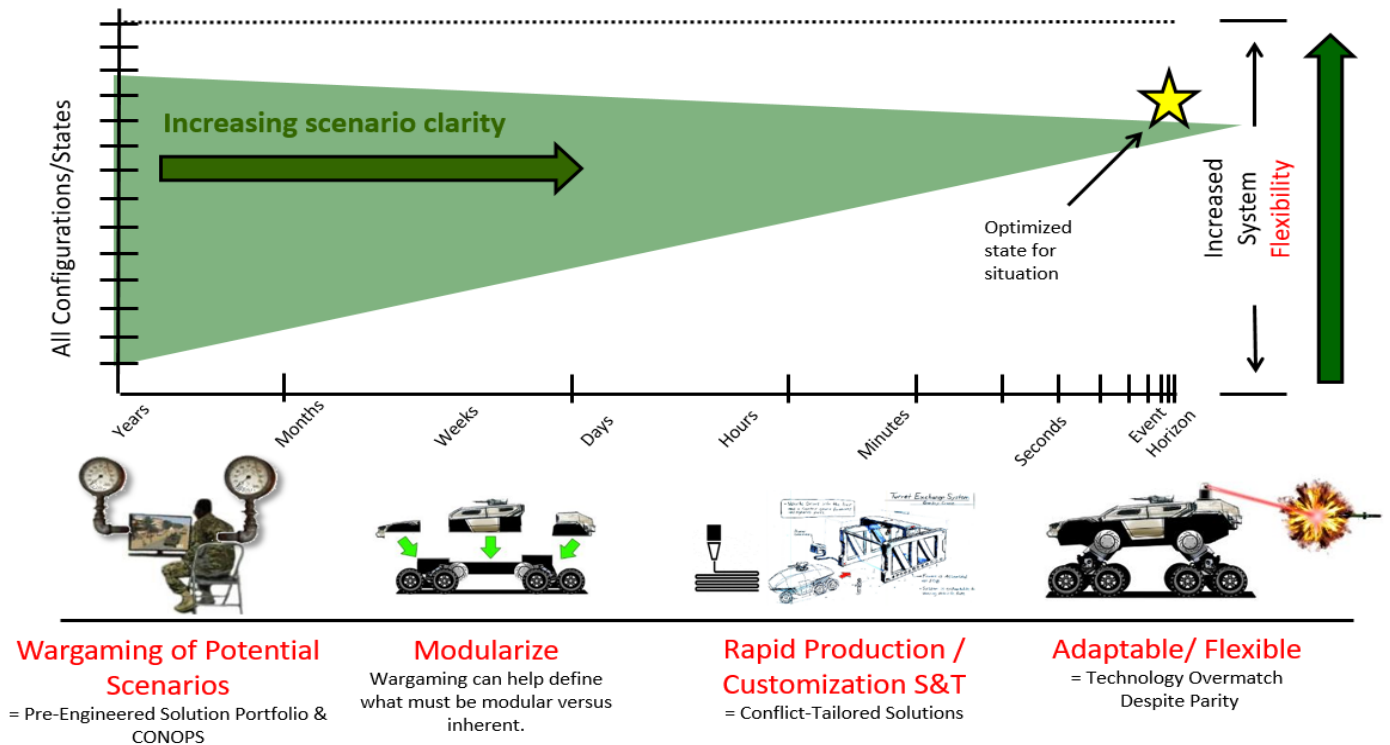 All Configurations/States
Increasing scenario clarity
Optimized
state for
situation
Increased
System
Flexibility
Years
Months
Weeks
Days
Hours
Minutes
Seconds
Event
Horizon
Turret Exchange System
Wargaming of Potential
Scenarios
= Pre-Engineered Solution Portfolio &
CONOPS
Modularize
Wargaming can help define
what must be modular versus
inherent.
Rapid Production /
Customization S&T
= Conflict-Tailored Solutions
Adaptable/ Flexible
= Technology Overmatch
Despite Parity